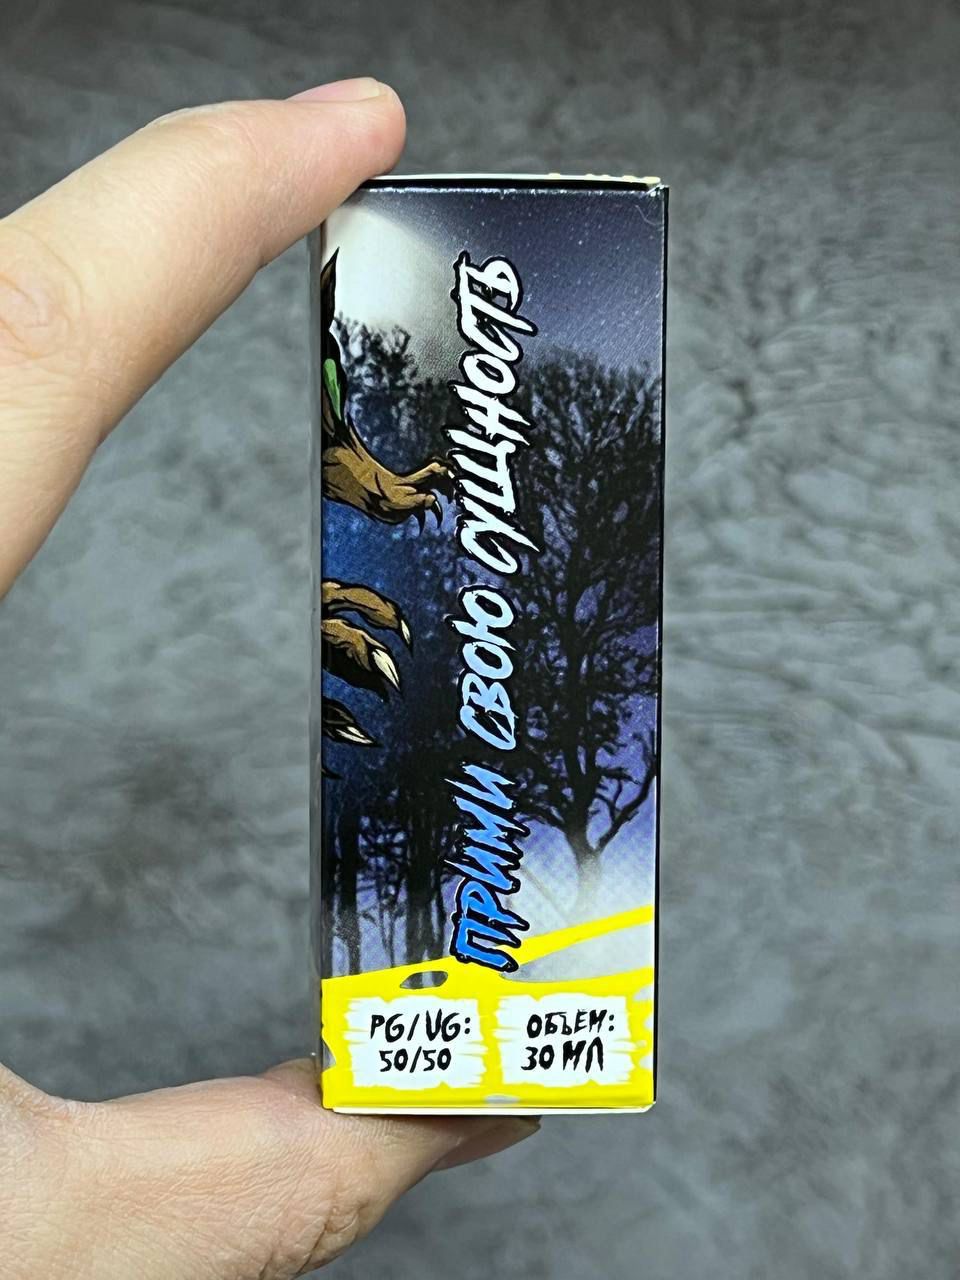 ПРИМИ СВОЮ СУЩНОСТЬ
PG/VG:
50/50
ОБЪЕМ:
30 МЛ